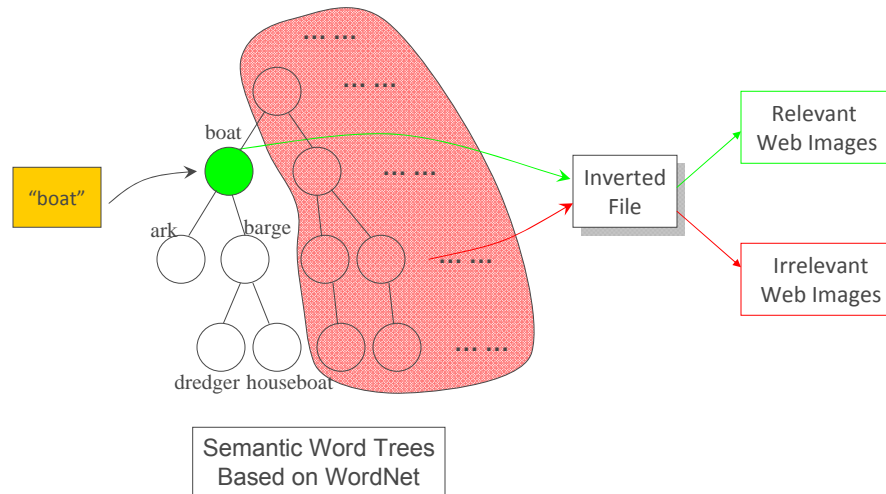 ... ...
... ...
boat
Relevant
Web Images
"boat"
... ...
Inverted
File
ark
barge
... ...
Irrelevant
Web Images
dredger houseboat
... ...
Semantic Word Trees
Based on WordNet